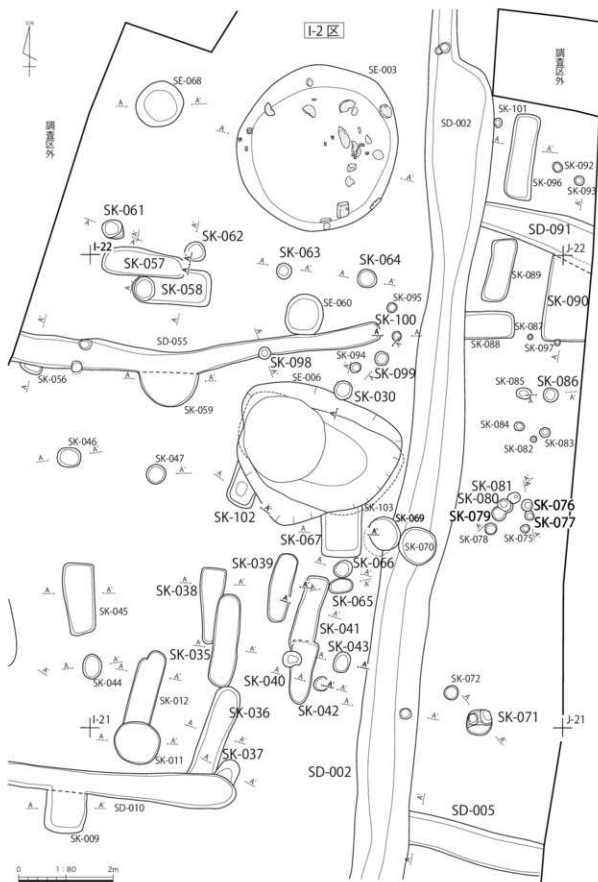 G.N.
I-2 区
調査区外
調査区外
SE-068
SE-003
SD-002
SK-101
SK-096
SK-092
SK-093
SK-061
SK-062
SK-063
SK-064
SD-091
I-22
J-22
SK-057
SK-058
SK-089
SK-090
SE-060
SK-095
SK-100
SK-088
SK-087
SK-097
SD-055
SK-098
SK-094
SK-099
SK-056
SK-059
SE-006
SK-030
SK-085
SK-086
SK-084
SK-082
SK-083
SK-046
SK-047
SK-081
SK-080
SK-076
SK-079
SK-077
SK-078
SK-075
SK-102
SK-103
SK-069
SK-067
SK-070
SK-066
SK-065
SK-039
SK-038
SK-045
SK-041
SK-035
SK-043
SK-040
SK-044
SK-042
SK-012
SK-036
SK-072
SK-071
I-21
J-21
SK-011
SK-037
SD-002
SD-010
SD-005
SK-009
0 1:80 2m